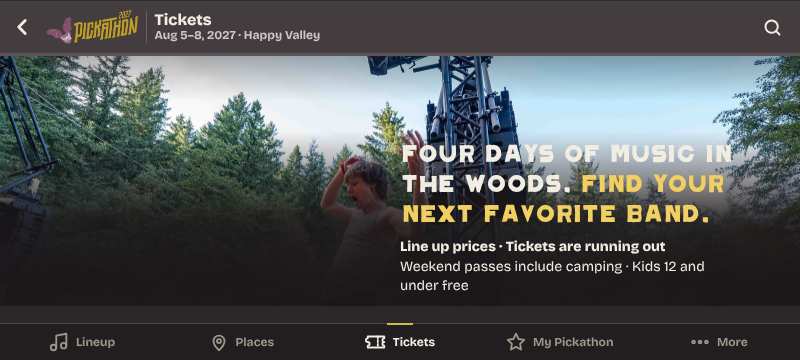 2027
PICKATHON
Tickets
Aug 5–8, 2027 · Happy Valley
FOUR DAYS OF MUSIC IN
THE WOODS. FIND YOUR
NEXT FAVORITE BAND.
Line up prices · Tickets are running out
Weekend passes include camping · Kids 12 and
under free
Lineup
Places
Tickets
My Pickathon
More